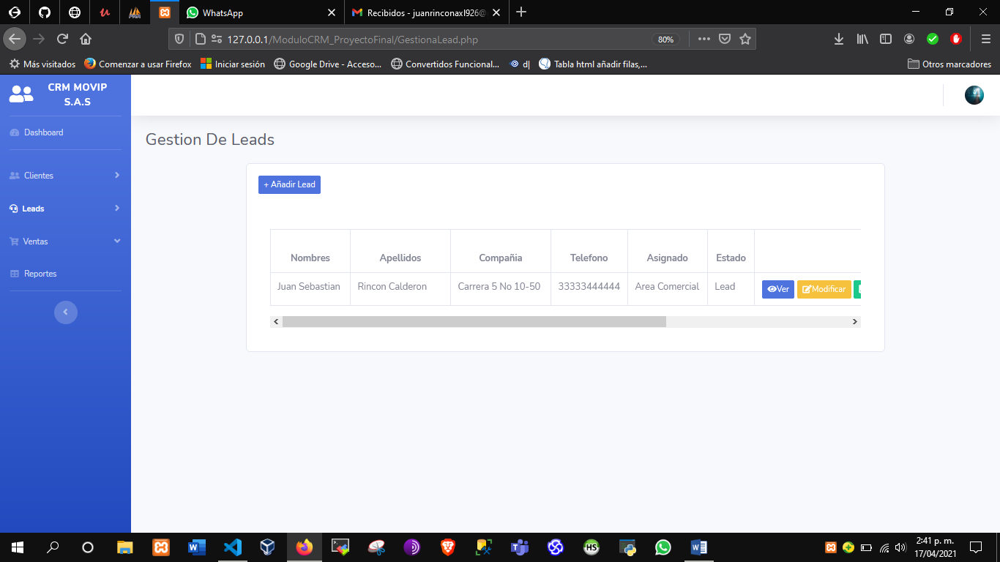 WhatsApp
Recibidos - juanrinconaxl926@
127.0.0.1/ModuloCRM_ProyectoFinal/GestionaLead.php
80%
Más visitados
Comenzar a usar Firefox
Iniciar sesión
Google Drive - Acceso...
Convertidos Funcional...
d|
Tabla html añadir filas,...
Otros marcadores
CRM MOVIP
S.A.S
Dashboard
Clientes
Leads
Ventas
Reportes
Gestion De Leads
+ Añadir Lead
Nombres Apellidos Compañia Telefono Asignado Estado
Juan Sebastian Rincon Calderon Carrera 5 No 10-50 33333444444 Area Comercial Lead Ver Modificar
HS
2:41 p. m.
17/04/2021